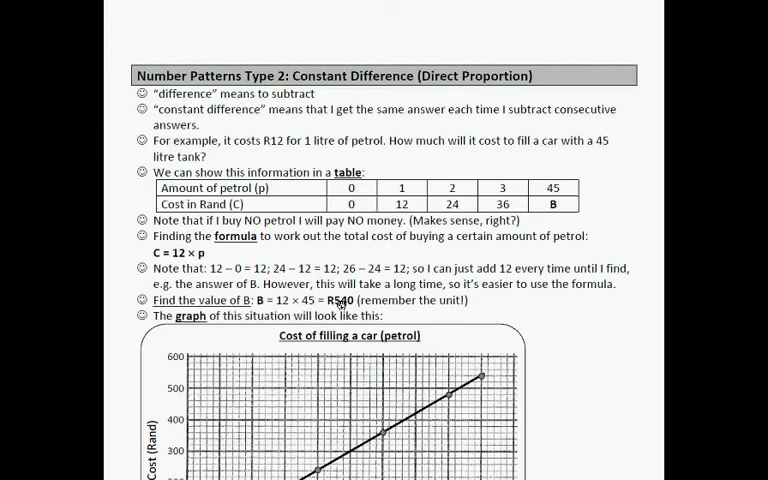 Number Patterns Type 2: Constant Difference (Direct Proportion)
☺ “difference” means to subtract
☺ “constant difference” means that I get the same answer each time I subtract consecutive
answers.
☺ For example, it costs R12 for 1 litre of petrol. How much will it cost to fill a car with a 45
litre tank?
☺ We can show this information in a table:
Amount of petrol (p) 0 1 2 3 45
Cost in Rand (C) 0 12 24 36 B
☺ Note that if I buy NO petrol I will pay NO money. (Makes sense, right?)
☺ Finding the formula to work out the total cost of buying a certain amount of petrol:
C = 12 × p
☺ Note that: 12 – 0 = 12; 24 – 12 = 12; 26 – 24 = 12; so I can just add 12 every time until I find,
e.g. the answer of B. However, this will take a long time, so it’s easier to use the formula.
☺ Find the value of B: B = 12 × 45 = R540 (remember the unit!)
☺ The graph of this situation will look like this:
Cost of filling a car (petrol)
600
500
400
300
Cost (Rand)